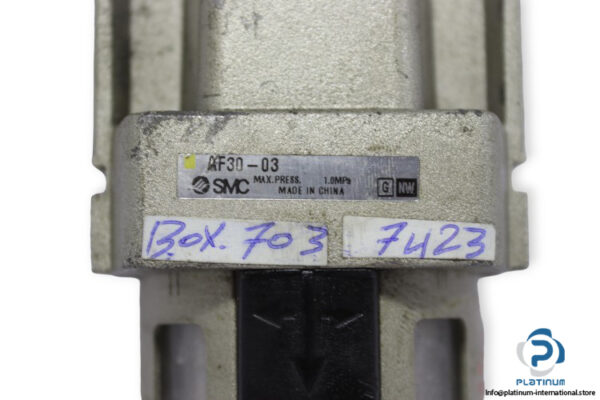 AF30-03
SMC MAX.PRESS. 1.0MPa
MADE IN CHINA
G NW
Box. 703
7423
PLATINUM
Info@platinum-international.store